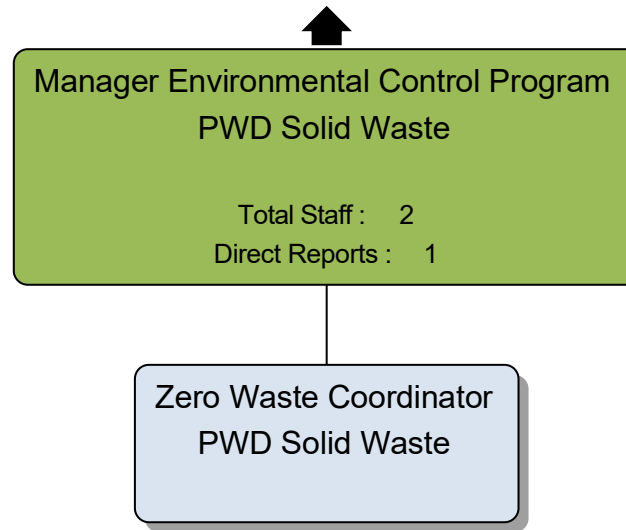 Manager Environmental Control Program
PWD Solid Waste
Total Staff : 2
Direct Reports : 1
Zero Waste Coordinator
PWD Solid Waste